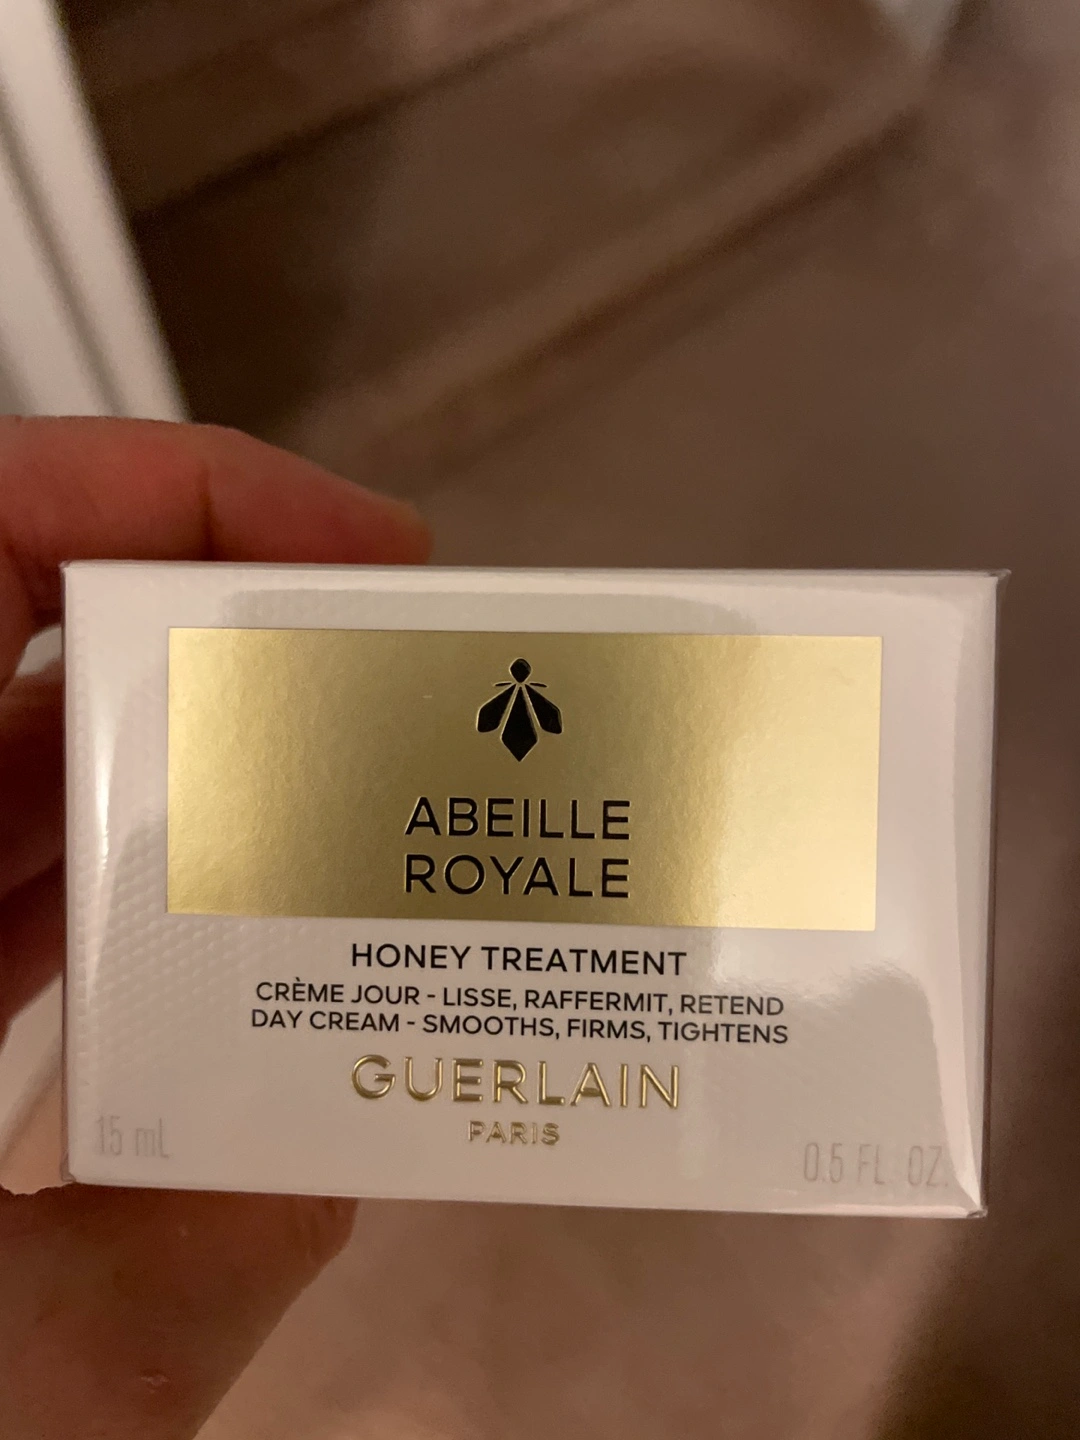 ABEILLE
ROYALE
HONEY TREATMENT
CRÈME JOUR - LISSE, RAFFERMIT, RETEND
DAY CREAM - SMOOTHS, FIRMS, TIGHTENS
GUERLAIN
PARIS
15 mL
0.5 FL. OZ.